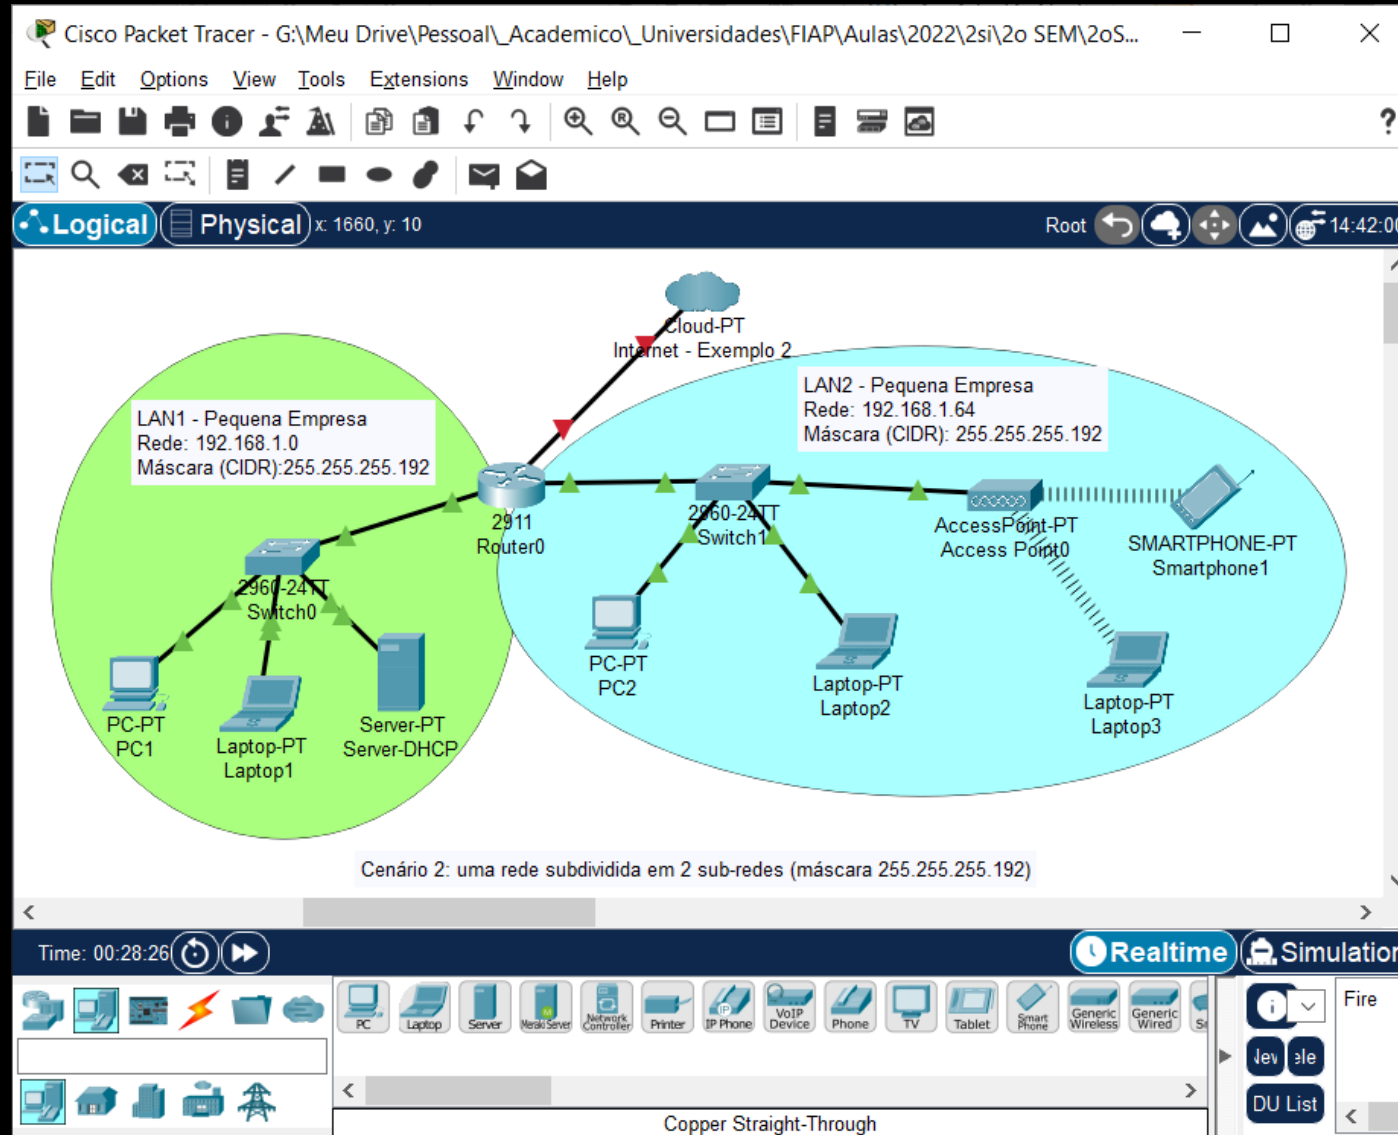 Cisco Packet Tracer - G:\Meu Drive\Pessoal\_Academico\_Universidades\FIAP\Aulas\2022\2si\2o SEM\2oS...
File Edit Options View Tools Extensions Window Help
?
Logical Physical x: 1660, y: 10 Root 14:42:00
Cloud-PT
Internet - Exemplo 2
LAN1 - Pequena Empresa
Rede: 192.168.1.0
Máscara (CIDR):255.255.255.192
LAN2 - Pequena Empresa
Rede: 192.168.1.64
Máscara (CIDR): 255.255.255.192
2911
Router0
2960-24TT
Switch1
AccessPoint-PT
Access Point0
SMARTPHONE-PT
Smartphone1
2960-24TT
Switch0
PC-PT
PC1
Laptop-PT
Laptop1
Server-PT
Server-DHCP
PC-PT
PC2
Laptop-PT
Laptop2
Laptop-PT
Laptop3
Cenário 2: uma rede subdividida em 2 sub-redes (máscara 255.255.255.192)
Time: 00:28:26 Realtime Simulation
PC
Laptop
Server
Meraki Server
Network Controller
Printer
IP Phone
VoIP Device
Phone
TV
Tablet
Smart Phone
Generic Wireless
Generic Wired
Fire
DU List
Copper Straight-Through